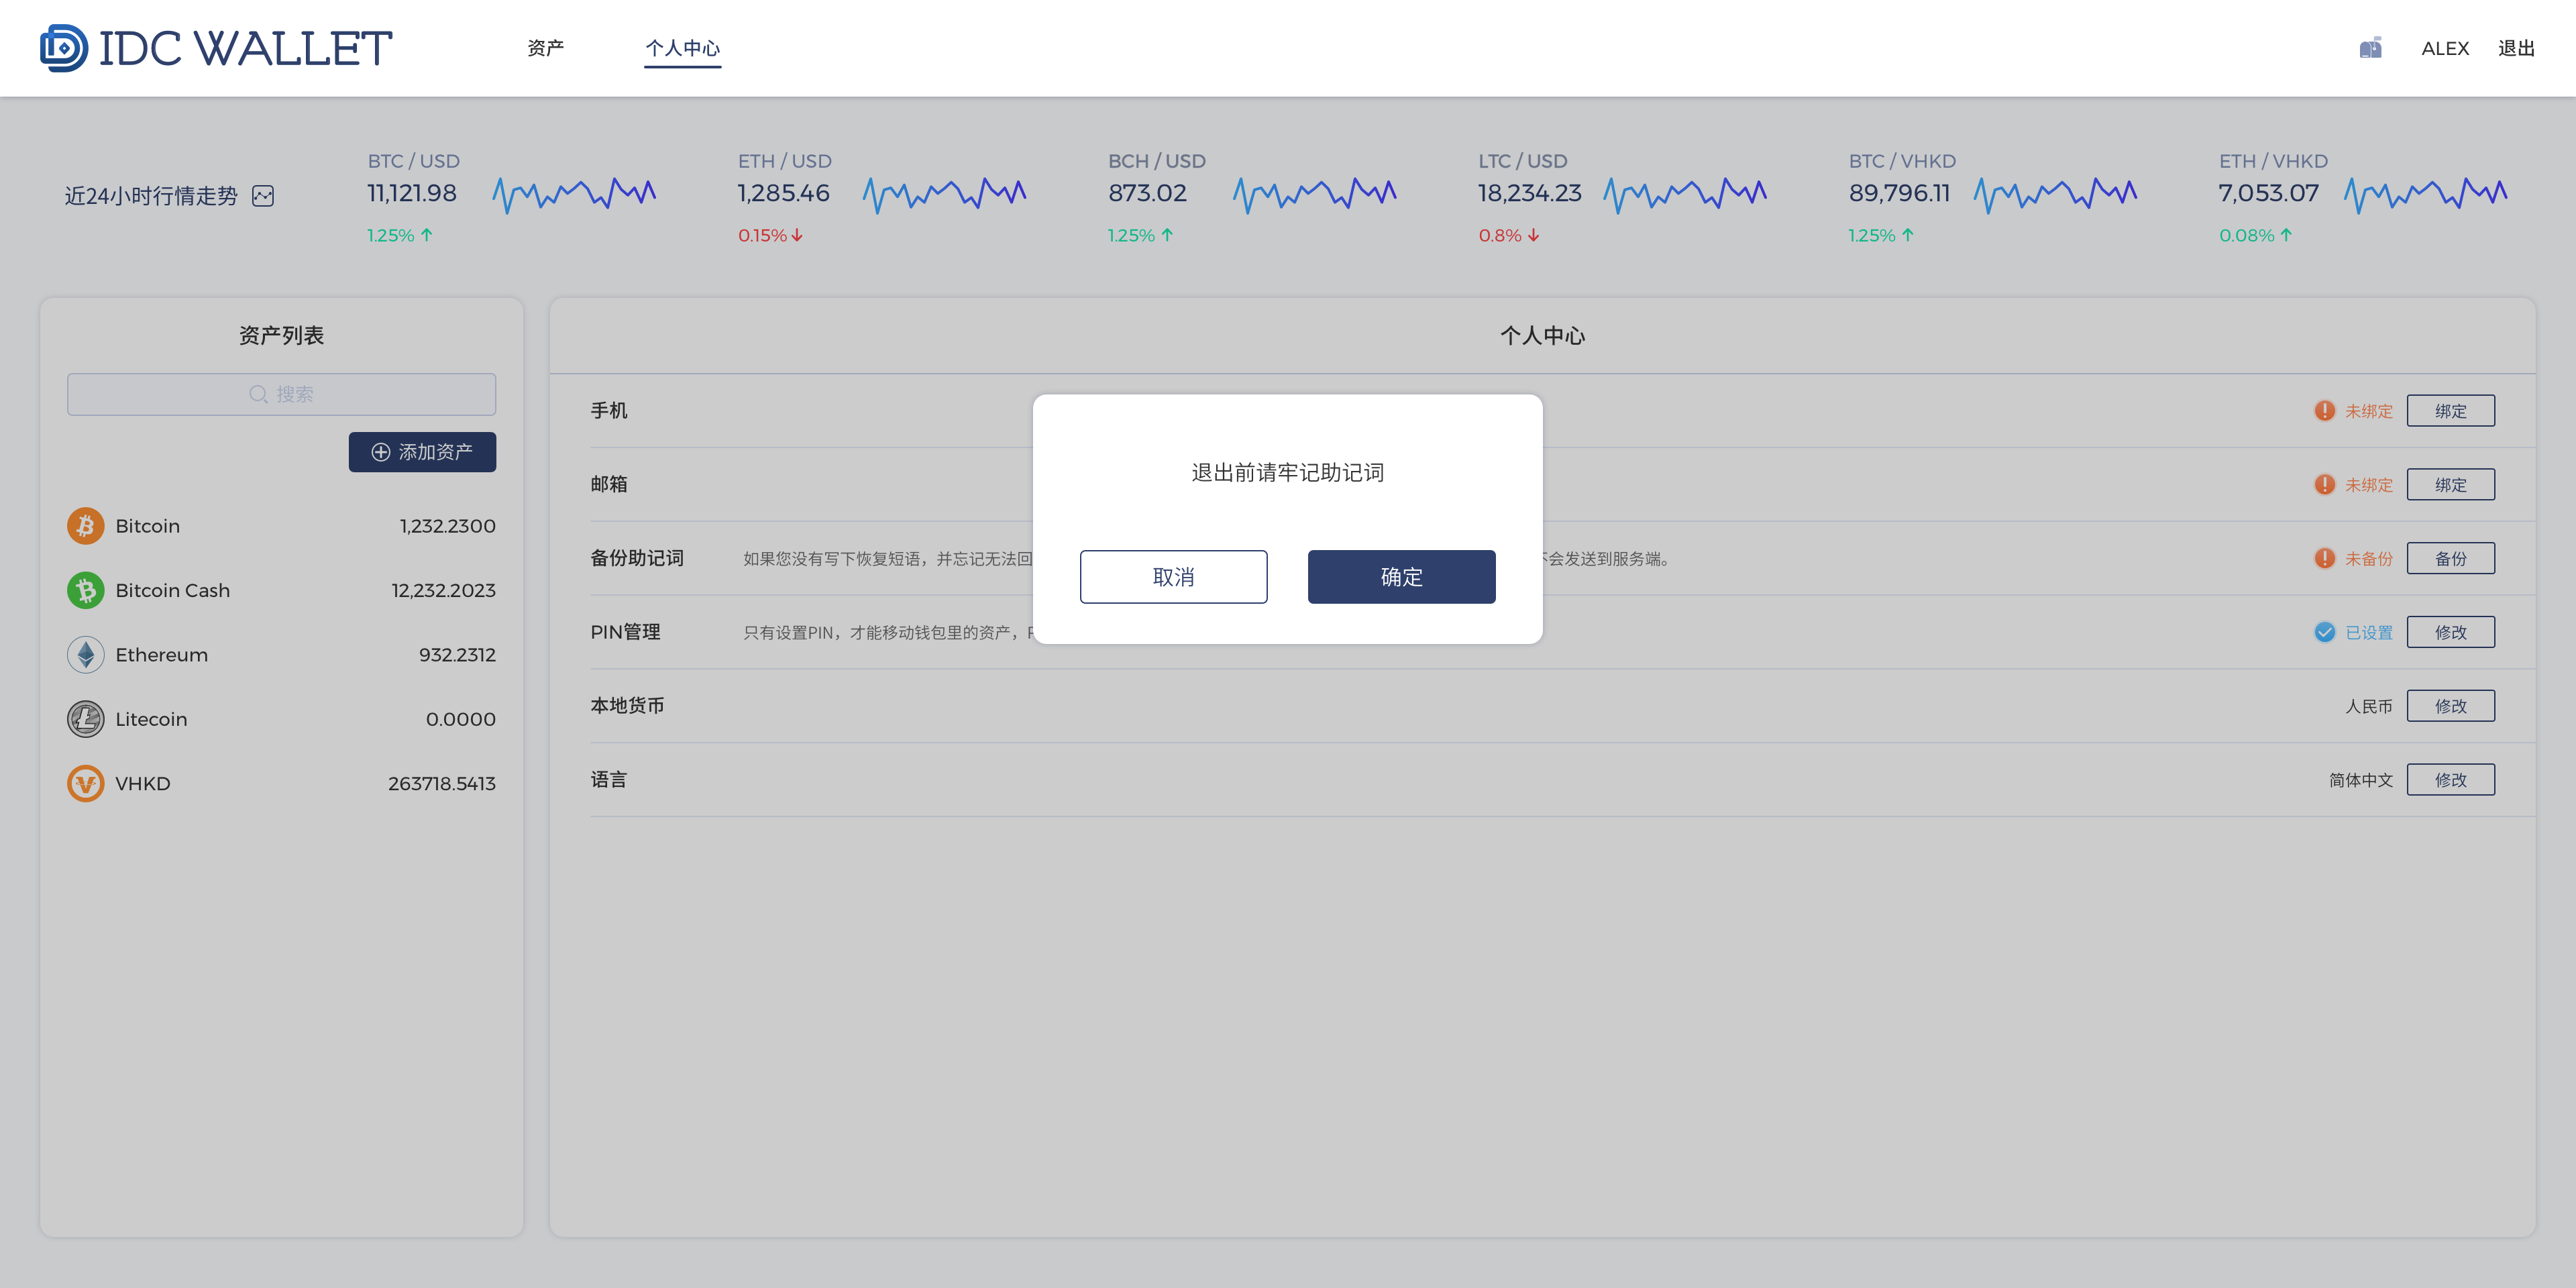 IDC WALLET
资产
个人中心
ALEX
退出
近24小时行情走势
BTC / USD
11,121.98
1.25%
ETH / USD
1,285.46
0.15%
BCH / USD
873.02
1.25%
LTC / USD
18,234.23
0.8%
BTC / VHKD
89,796.11
1.25%
ETH / VHKD
7,053.07
0.08%
资产列表
搜索
添加资产
Bitcoin 1,232.2300
Bitcoin Cash 12,232.2023
Ethereum 932.2312
Litecoin 0.0000
VHKD 263718.5413
个人中心
手机 未绑定 绑定
邮箱 未绑定 绑定
备份助记词 如果您没有写下恢复短语，并忘记无法回 会发送到服务端。 未备份 备份
PIN管理 只有设置PIN，才能移动钱包里的资产， 已设置 修改
本地货币 人民币 修改
语言 简体中文 修改
退出前请牢记助记词
取消
确定